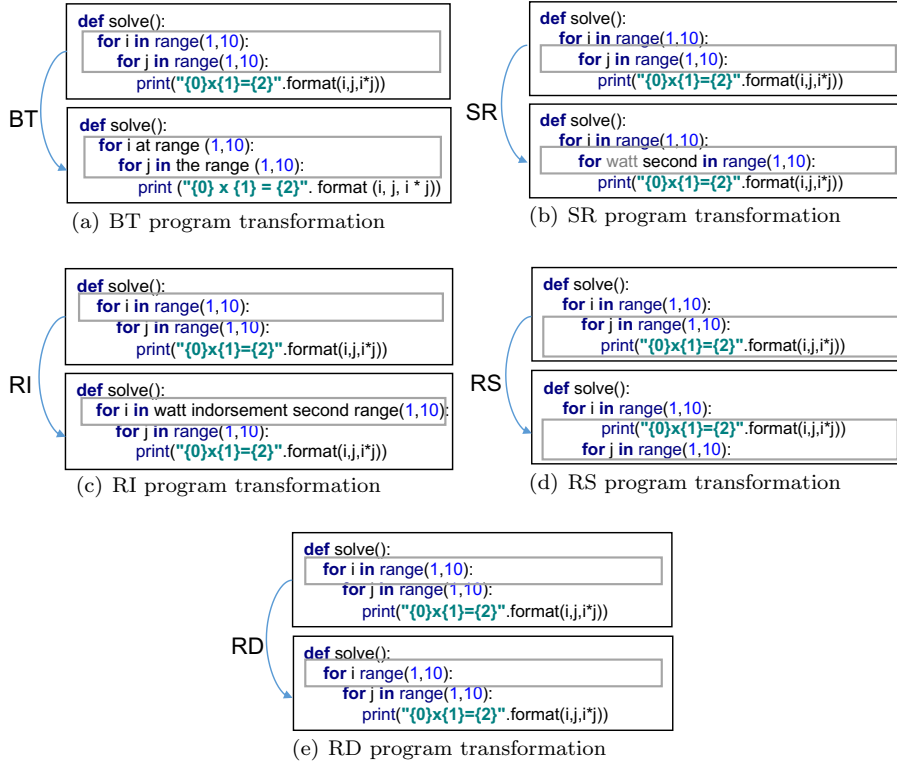 def solve():
for i in range(1,10):
for j in range(1,10):
print("{0}x{1}={2}".format(i,j,i*j))
BT
def solve():
for i at range (1,10):
for j in the range (1,10):
print ("{0} x {1} = {2}". format (i, j, i * j))
(a) BT program transformation
def solve():
for i in range(1,10):
for j in range(1,10):
print("{0}x{1}={2}".format(i,j,i*j))
SR
def solve():
for i in range(1,10):
for watt second in range(1,10):
print("{0}x{1}={2}".format(i,j,i*j))
(b) SR program transformation
def solve():
for i in range(1,10):
for j in range(1,10):
print("{0}x{1}={2}".format(i,j,i*j))
RI
def solve():
for i in watt indorsement second range(1,10):
for j in range(1,10):
print("{0}x{1}={2}".format(i,j,i*j))
(c) RI program transformation
def solve():
for i in range(1,10):
for j in range(1,10):
print("{0}x{1}={2}".format(i,j,i*j))
RS
def solve():
for i in range(1,10):
print("{0}x{1}={2}".format(i,j,i*j))
for j in range(1,10):
(d) RS program transformation
def solve():
for i in range(1,10):
for j in range(1,10):
print("{0}x{1}={2}".format(i,j,i*j))
RD
def solve():
for i range(1,10):
for j in range(1,10):
print("{0}x{1}={2}".format(i,j,i*j))
(e) RD program transformation